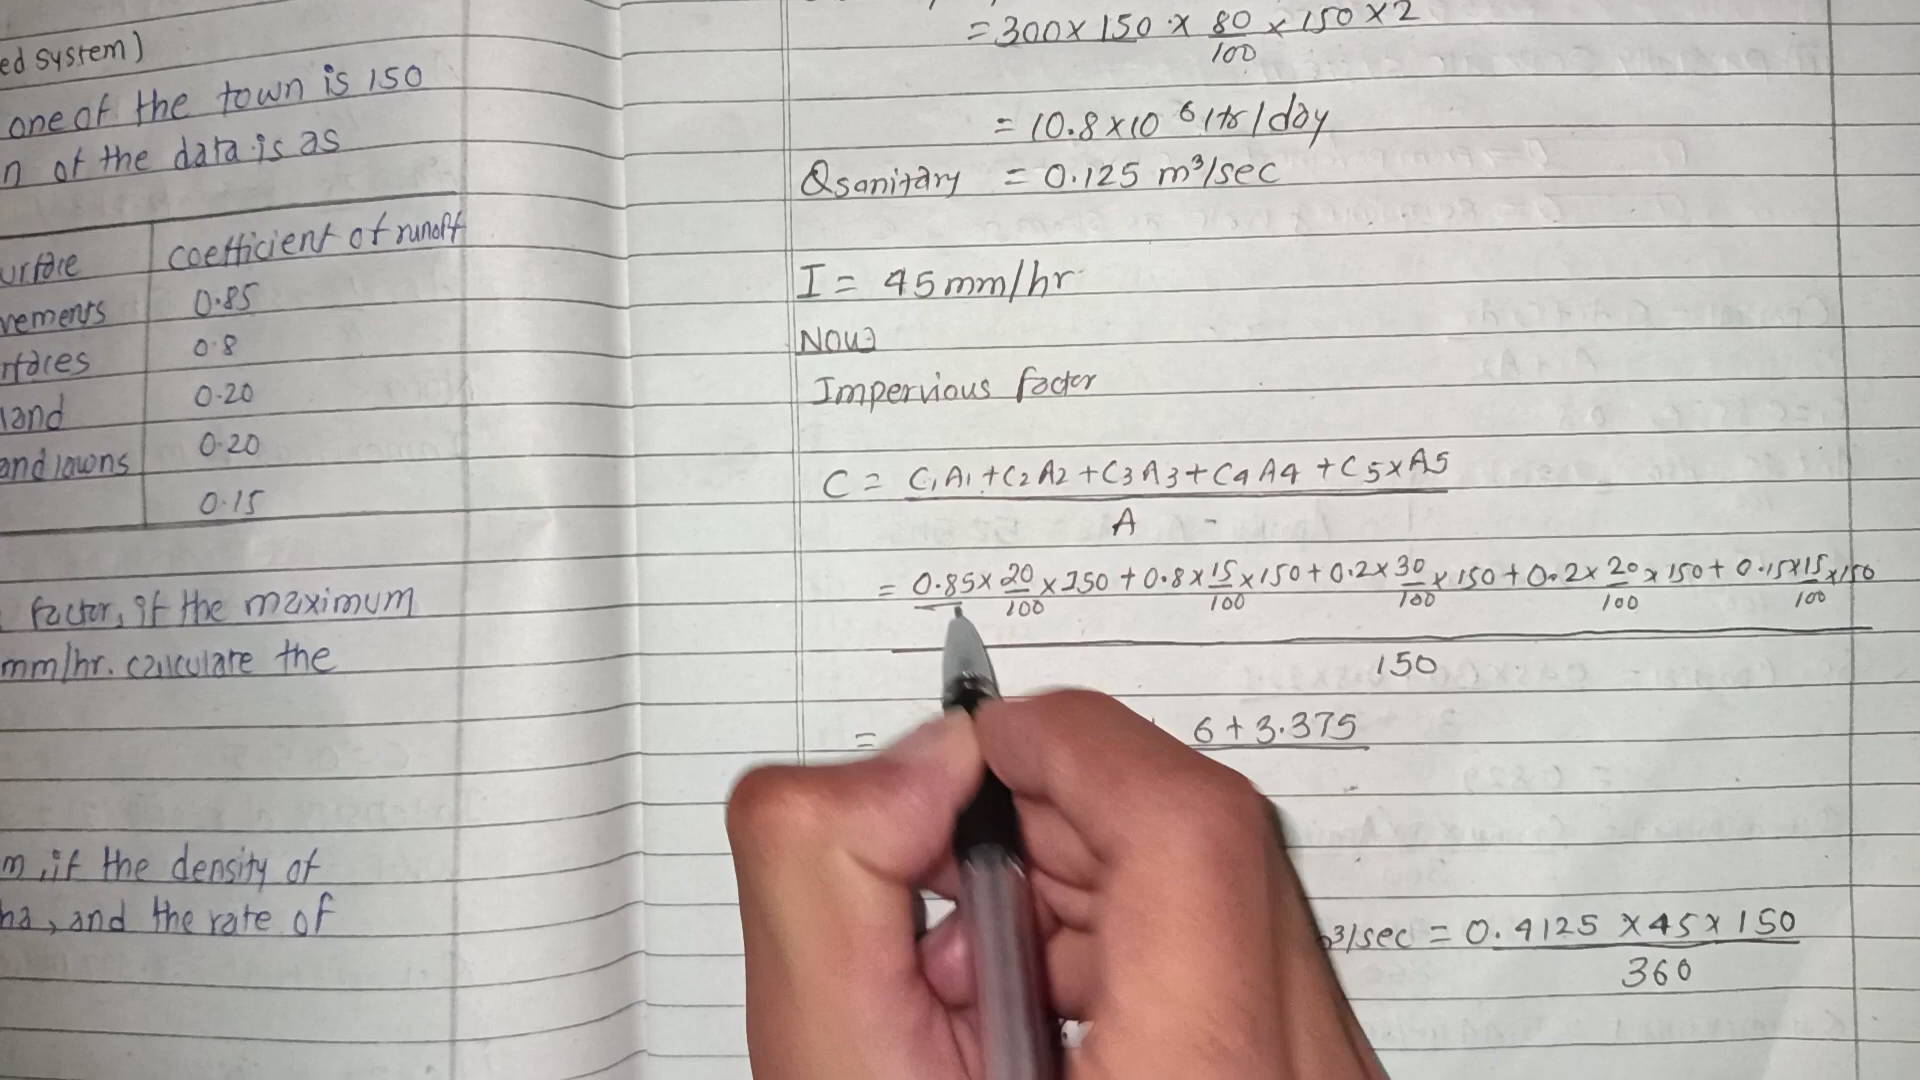 ed system)
one of the town is 150
n of the data is as
urface coefficient of runoff
vements 0.85
rfaces 0.8
land 0.20
and lawns 0.20
0.15
factor, if the maximum
mm/hr. calculate the
m, if the density of
ha, and the rate of
= 300 × 150 × 80/100 × 150 × 2
= 10.8 × 10^6 ltr/day
Qsanitary = 0.125 m³/sec
I = 45 mm/hr
Now
Impervious factor
C = C1A1 + C2A2 + C3A3 + C4A4 + C5×A5
A
= 0.85 × 20/100 × 150 + 0.8 × 15/100 × 150 + 0.2 × 30/100 × 150 + 0.2 × 20/100 × 150 + 0.15 × 15/100 × 150
150
= 6 + 3.375
³/sec = 0.4125 × 45 × 150
360